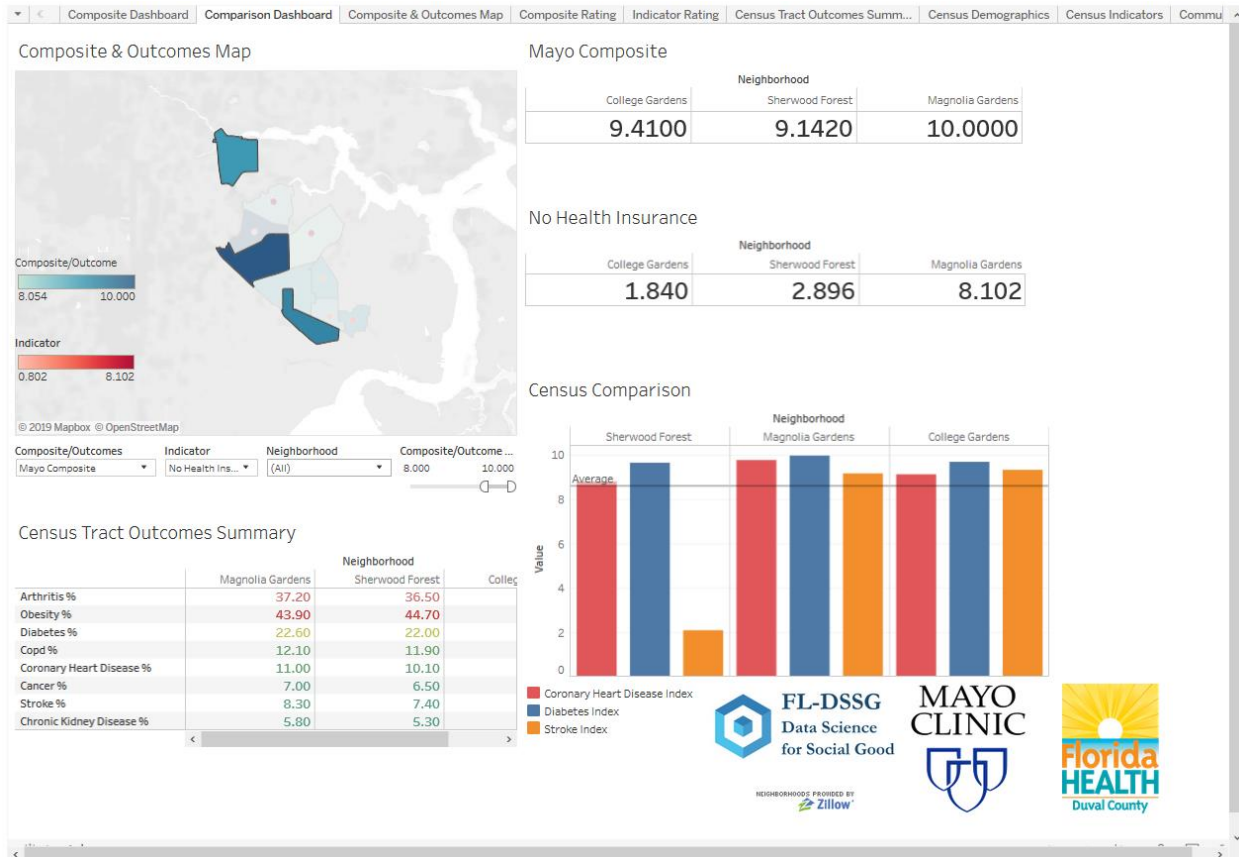 Composite Dashboard Comparison Dashboard Composite & Outcomes Map Composite Rating Indicator Rating Census Tract Outcomes Summ... Census Demographics Census Indicators Commu
Composite & Outcomes Map
Composite/Outcome
8.054 10.000
Indicator
0.802 8.102
© 2019 Mapbox © OpenStreetMap
Composite/Outcomes Indicator Neighborhood Composite/Outcome ...
Mayo Composite No Health Ins... (All) 8.000 10.000
Census Tract Outcomes Summary
Neighborhood
Magnolia Gardens Sherwood Forest Colleg
Arthritis % 37.20 36.50
Obesity % 43.90 44.70
Diabetes % 22.60 22.00
Copd % 12.10 11.90
Coronary Heart Disease % 11.00 10.10
Cancer % 7.00 6.50
Stroke % 8.30 7.40
Chronic Kidney Disease % 5.80 5.30
Mayo Composite
Neighborhood
College Gardens Sherwood Forest Magnolia Gardens
9.4100 9.1420 10.0000
No Health Insurance
Neighborhood
College Gardens Sherwood Forest Magnolia Gardens
1.840 2.896 8.102
Census Comparison
Neighborhood
Sherwood Forest Magnolia Gardens College Gardens
10
Average
8
6
Value
4
2
0
Coronary Heart Disease Index
Diabetes Index
Stroke Index
FL-DSSG
Data Science
for Social Good
NEIGHBORHOODS PROVIDED BY
Zillow
MAYO
CLINIC
Florida
HEALTH
Duval County